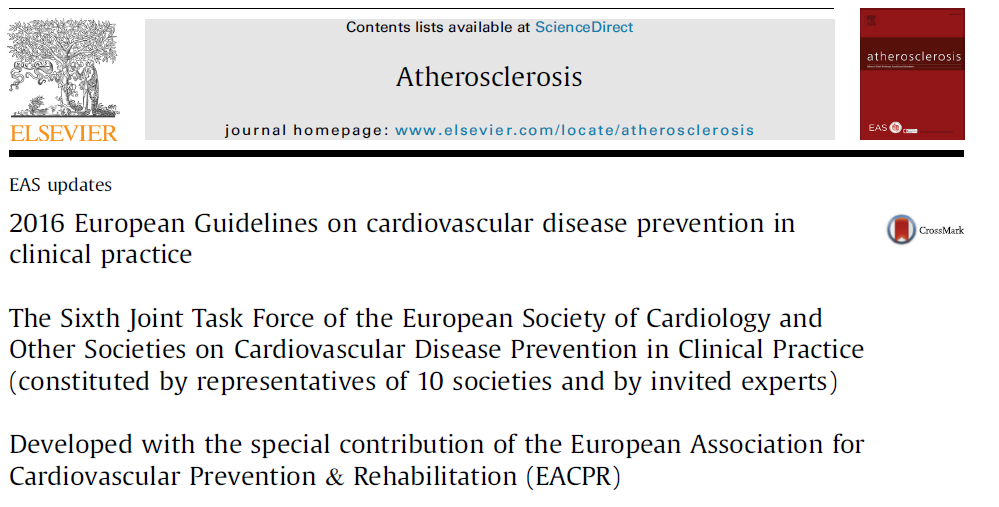 Contents lists available at ScienceDirect
Atherosclerosis
journal homepage: www.elsevier.com/locate/atherosclerosis
ELSEVIER
atherosclerosis
EAS
EAS updates
2016 European Guidelines on cardiovascular disease prevention in
clinical practice
CrossMark
The Sixth Joint Task Force of the European Society of Cardiology and
Other Societies on Cardiovascular Disease Prevention in Clinical Practice
(constituted by representatives of 10 societies and by invited experts)
Developed with the special contribution of the European Association for
Cardiovascular Prevention & Rehabilitation (EACPR)